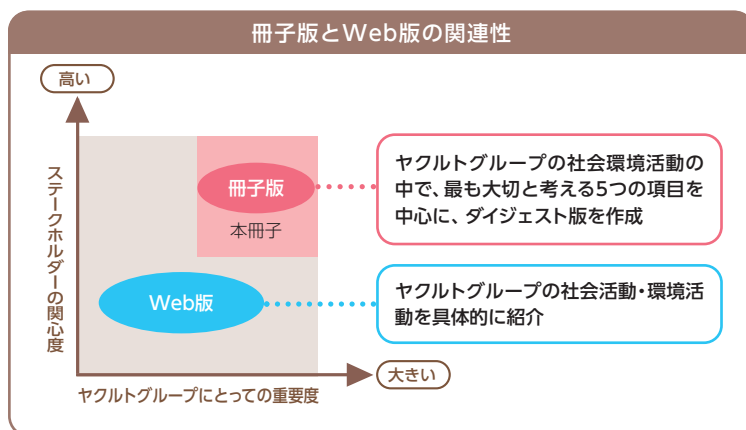 冊子版とWeb版の関連性
高い
ステークホルダーの関心度
冊子版
本冊子
ヤクルトグループの社会環境活動の
中で、最も大切と考える5つの項目を
中心に、ダイジェスト版を作成
Web版
ヤクルトグループの社会活動・環境活
動を具体的に紹介
大きい
ヤクルトグループにとっての重要度